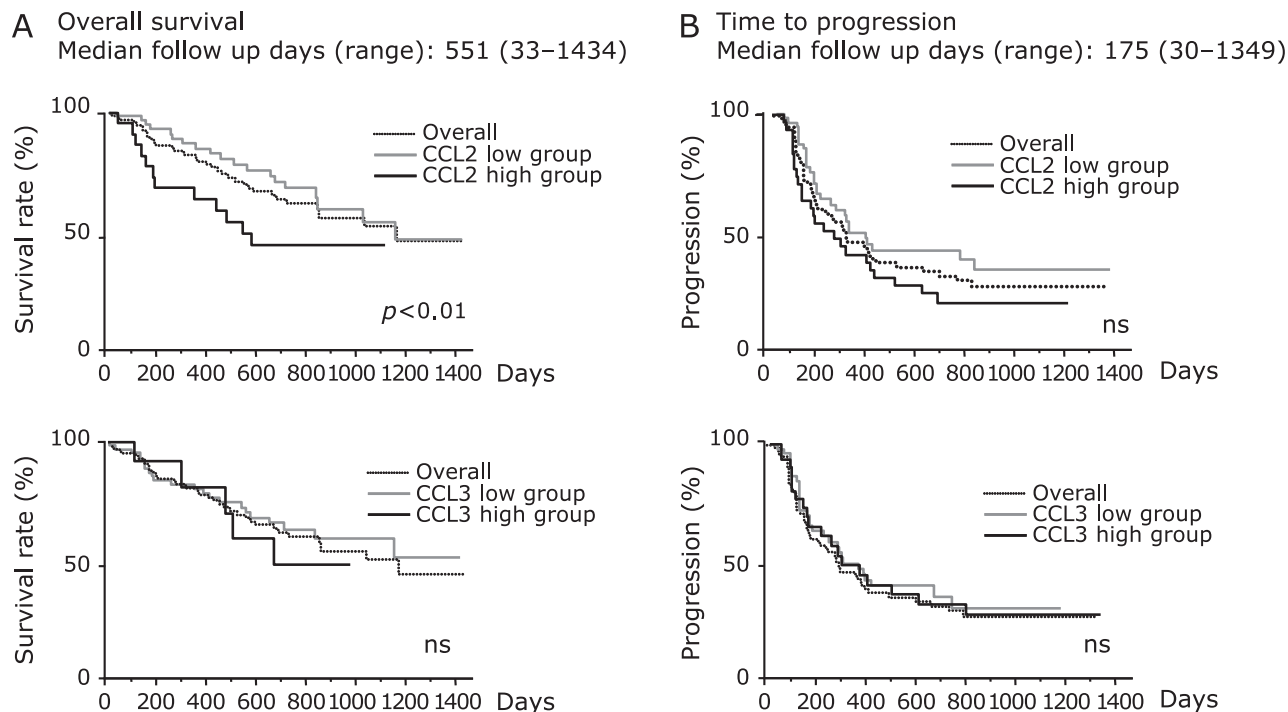 A Overall survival
Median follow up days (range): 551 (33–1434)
Survival rate (%)
100
50
0
Overall
CCL2 low group
CCL2 high group
p<0.01
0 200 400 600 800 1000 1200 1400 Days
Survival rate (%)
100
50
0
Overall
CCL3 low group
CCL3 high group
ns
0 200 400 600 800 1000 1200 1400 Days
B Time to progression
Median follow up days (range): 175 (30–1349)
Progression (%)
100
50
0
Overall
CCL2 low group
CCL2 high group
ns
0 200 400 600 800 1000 1200 1400 Days
Progression (%)
100
50
0
Overall
CCL3 low group
CCL3 high group
ns
0 200 400 600 800 1000 1200 1400 Days